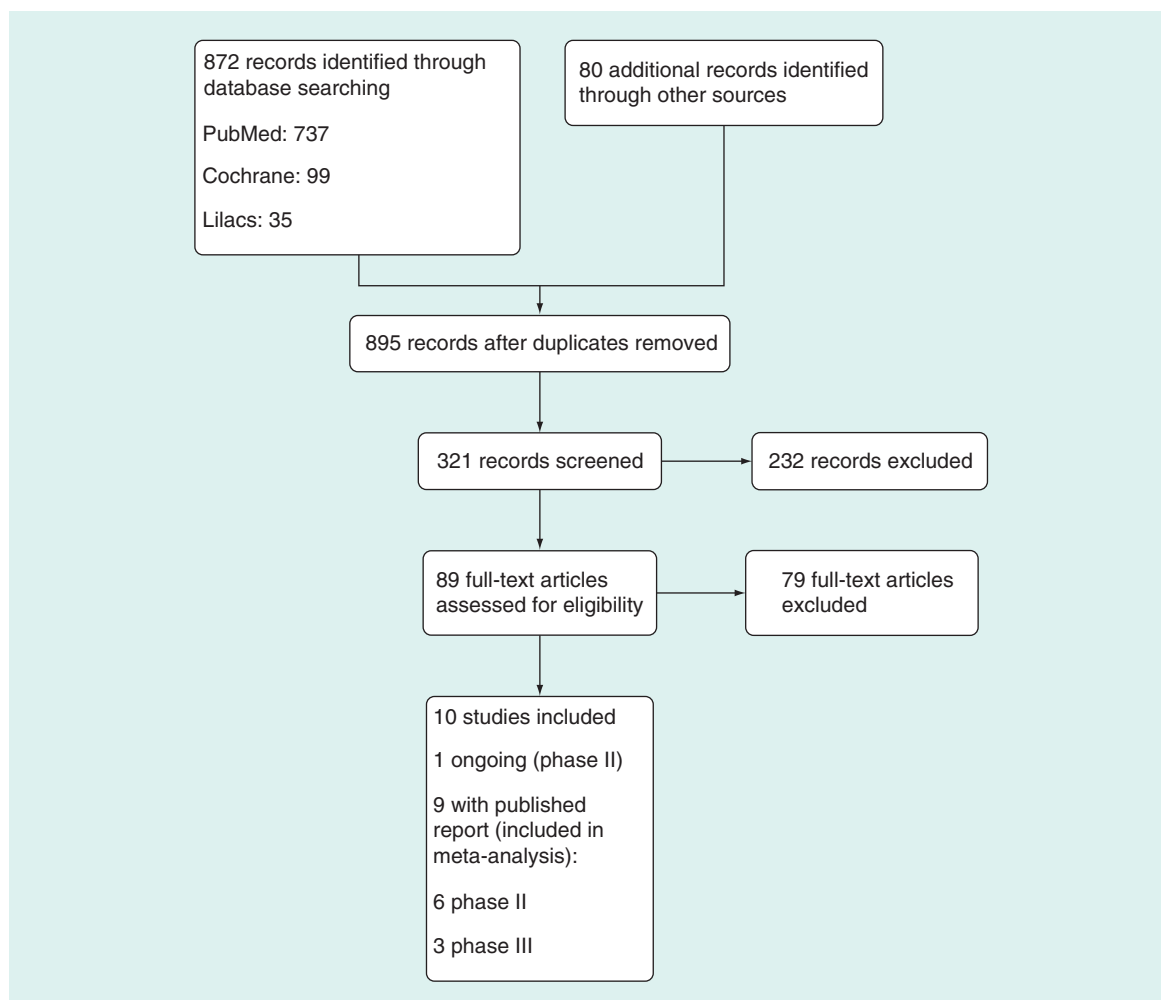 872 records identified through
database searching
PubMed: 737
Cochrane: 99
Lilacs: 35
80 additional records identified
through other sources
895 records after duplicates removed
321 records screened
232 records excluded
89 full-text articles
assessed for eligibility
79 full-text articles
excluded
10 studies included
1 ongoing (phase II)
9 with published
report (included in
meta-analysis):
6 phase II
3 phase III